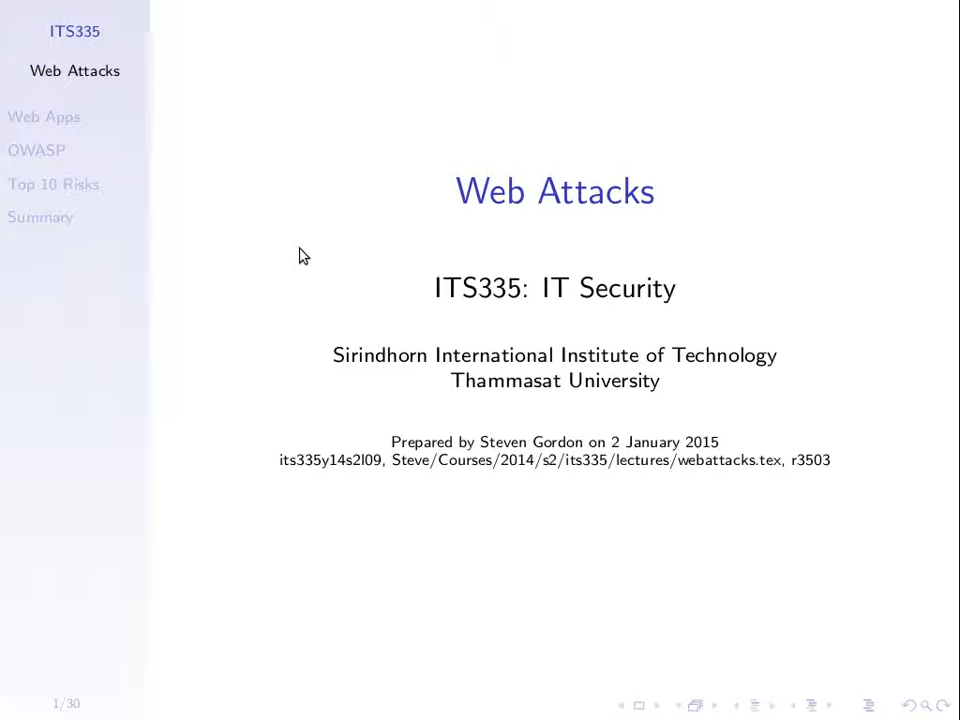 ITS335
Web Attacks
Web Apps
OWASP
Top 10 Risks
Summary
Web Attacks
ITS335: IT Security
Sirindhorn International Institute of Technology
Thammasat University
Prepared by Steven Gordon on 2 January 2015
its335y14s2l09, Steve/Courses/2014/s2/its335/lectures/webattacks.tex, r3503
1/30